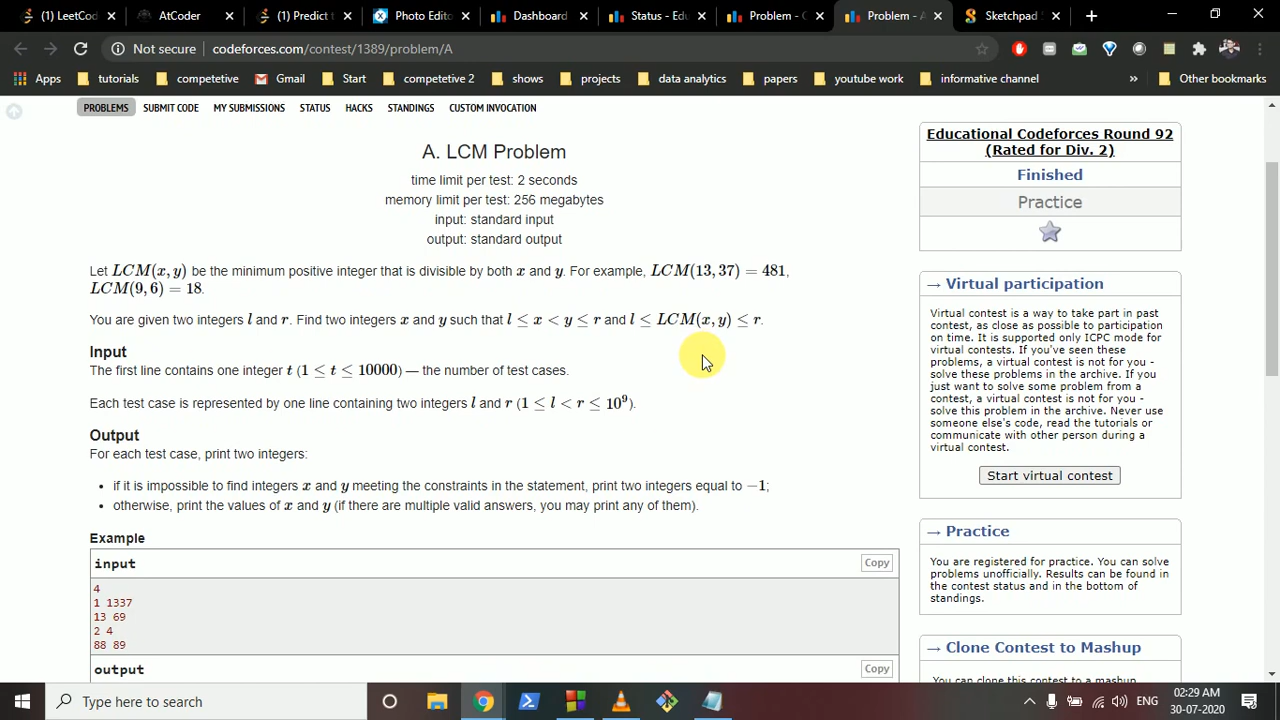 (1) LeetCo
AtCoder
(1) Predict t
Photo Edito
Dashboard
Status - Edu
Problem - C
Problem - A
Sketchpad
Not secure
codeforces.com/contest/1389/problem/A
Apps
tutorials
competetive
Gmail
Start
competetive 2
shows
projects
data analytics
papers
youtube work
informative channel
»
Other bookmarks
PROBLEMS SUBMIT CODE MY SUBMISSIONS STATUS HACKS STANDINGS CUSTOM INVOCATION
A. LCM Problem
time limit per test: 2 seconds
memory limit per test: 256 megabytes
input: standard input
output: standard output
Let LCM(x, y) be the minimum positive integer that is divisible by both x and y. For example, LCM(13, 37) = 481,
LCM(9, 6) = 18.
You are given two integers l and r. Find two integers x and y such that l ≤ x < y ≤ r and l ≤ LCM(x, y) ≤ r.
Input
The first line contains one integer t (1 ≤ t ≤ 10000) — the number of test cases.
Each test case is represented by one line containing two integers l and r (1 ≤ l < r ≤ 10⁹).
Output
For each test case, print two integers:
• if it is impossible to find integers x and y meeting the constraints in the statement, print two integers equal to −1;
• otherwise, print the values of x and y (if there are multiple valid answers, you may print any of them).
Example
input
Copy
4
1 1337
13 69
2 4
88 89
output
Copy
Educational Codeforces Round 92
(Rated for Div. 2)
Finished
Practice
→ Virtual participation
Virtual contest is a way to take part in past
contest, as close as possible to participation
on time. It is supported only ICPC mode for
virtual contests. If you've seen these
problems, a virtual contest is not for you -
solve these problems in the archive. If you
just want to solve some problem from a
contest, a virtual contest is not for you -
solve this problem in the archive. Never use
someone else's code, read the tutorials or
communicate with other person during a
virtual contest.
Start virtual contest
→ Practice
You are registered for practice. You can solve
problems unofficially. Results can be found in
the contest status and in the bottom of
standings.
→ Clone Contest to Mashup
You can clone this contest to a mashup.
Type here to search
ENG
02:29 AM
30-07-2020